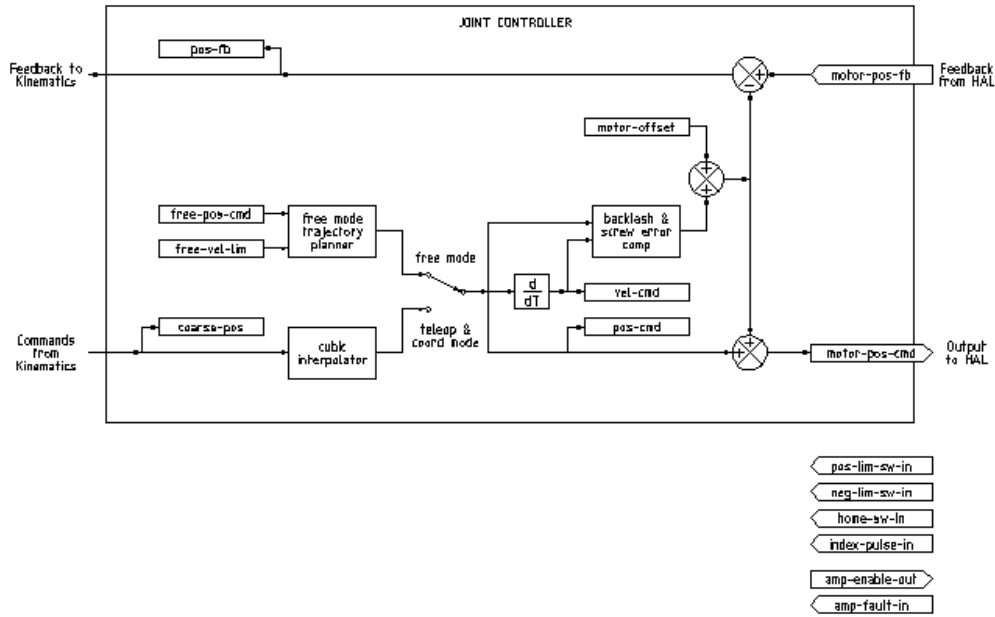 JOINT CONTROLLER
pos-fb
Feedback to
Kinematics
motor-pos-fb
Feedback
from HAL
motor-offset
+
-
+
+
free-pos-cmd
free-vel-lim
free mode
trajectory
planner
backlash &
screw error
comp
free mode
d
dT
vel-cmd
coarse-pos
teleop &
coord mode
pos-cmd
Commands
from
Kinematics
cubic
interpolator
+
+
motor-pos-cmd
Output
to HAL
pos-lim-sw-in
neg-lim-sw-in
home-sw-in
index-pulse-in
amp-enable-out
amp-fault-in